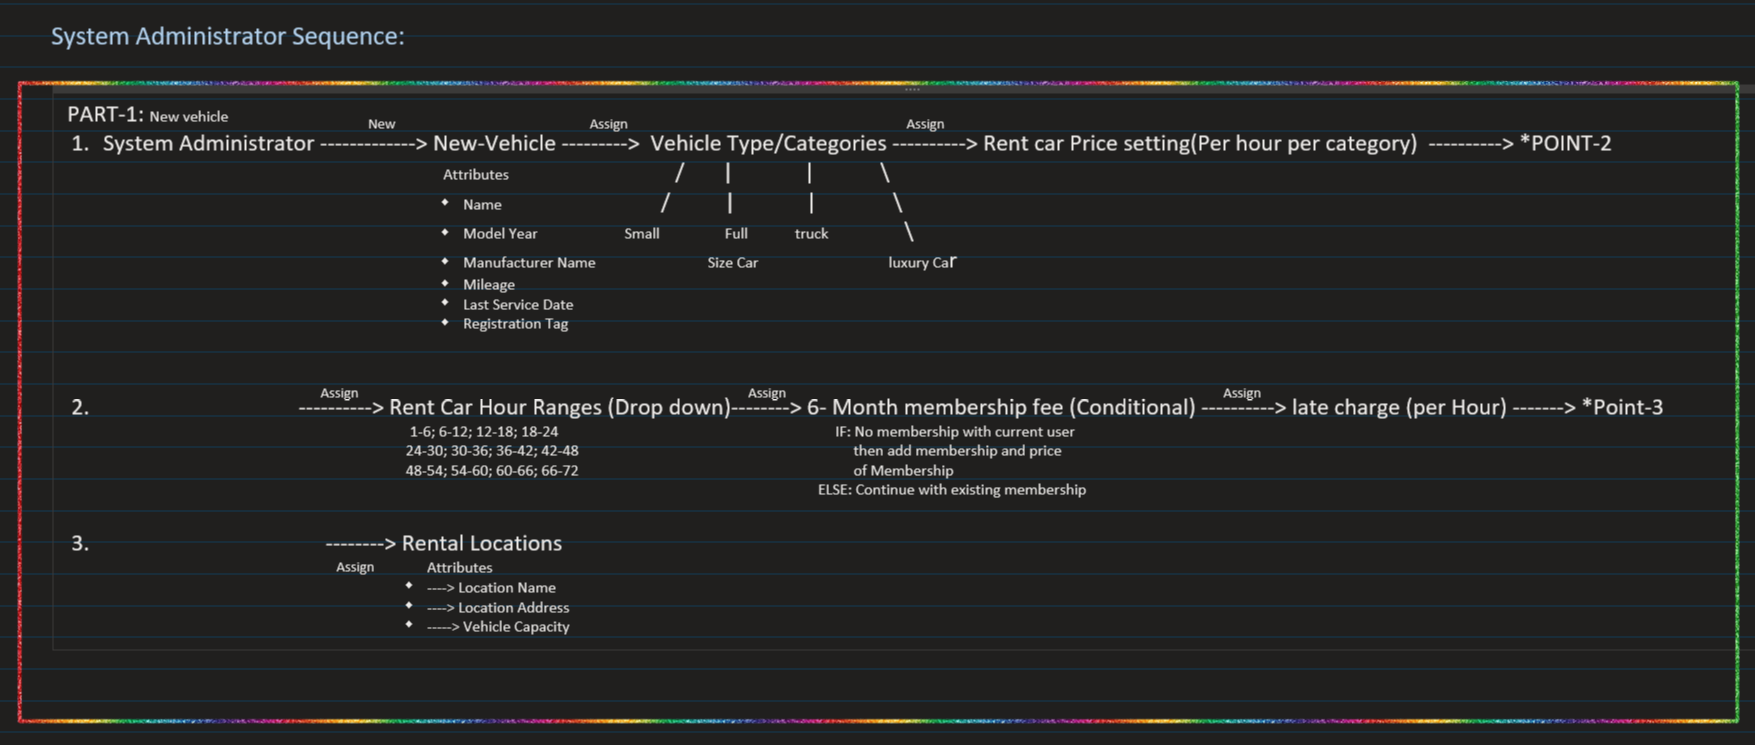 System Administrator Sequence:
PART-1: New vehicle
New Assign Assign
1. System Administrator -------------> New-Vehicle ---------> Vehicle Type/Categories ----------> Rent car Price setting(Per hour per category) ----------> *POINT-2
Attributes / | | \
◆ Name / | | \
◆ Model Year Small Full truck \
◆ Manufacturer Name Size Car luxury Car
◆ Mileage
◆ Last Service Date
◆ Registration Tag
Assign Assign Assign
2. ----------> Rent Car Hour Ranges (Drop down)--------> 6- Month membership fee (Conditional) ----------> late charge (per Hour) -------> *Point-3
1-6; 6-12; 12-18; 18-24 IF: No membership with current user
24-30; 30-36; 36-42; 42-48 then add membership and price
48-54; 54-60; 60-66; 66-72 of Membership
ELSE: Continue with existing membership
3. --------> Rental Locations
Assign Attributes
◆ ----> Location Name
◆ ----> Location Address
◆ -----> Vehicle Capacity